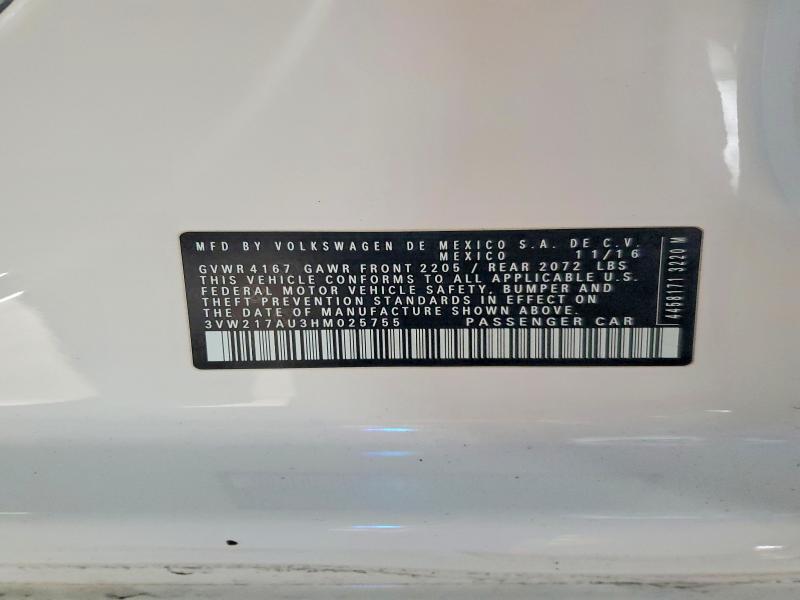 MFD BY VOLKSWAGEN DE MEXICO S.A. DE C.V.
MEXICO 11/16
GVWR 4167 GAWR FRONT 2205 / REAR 2072 LBS
THIS VEHICLE CONFORMS TO ALL APPLICABLE U.S.
FEDERAL MOTOR VEHICLE SAFETY, BUMPER AND
THEFT PREVENTION STANDARDS IN EFFECT ON
THE DATE OF MANUFACTURE SHOWN ABOVE.
3VW217AU3HM025755 PASSENGER CAR
4458171 3220 M